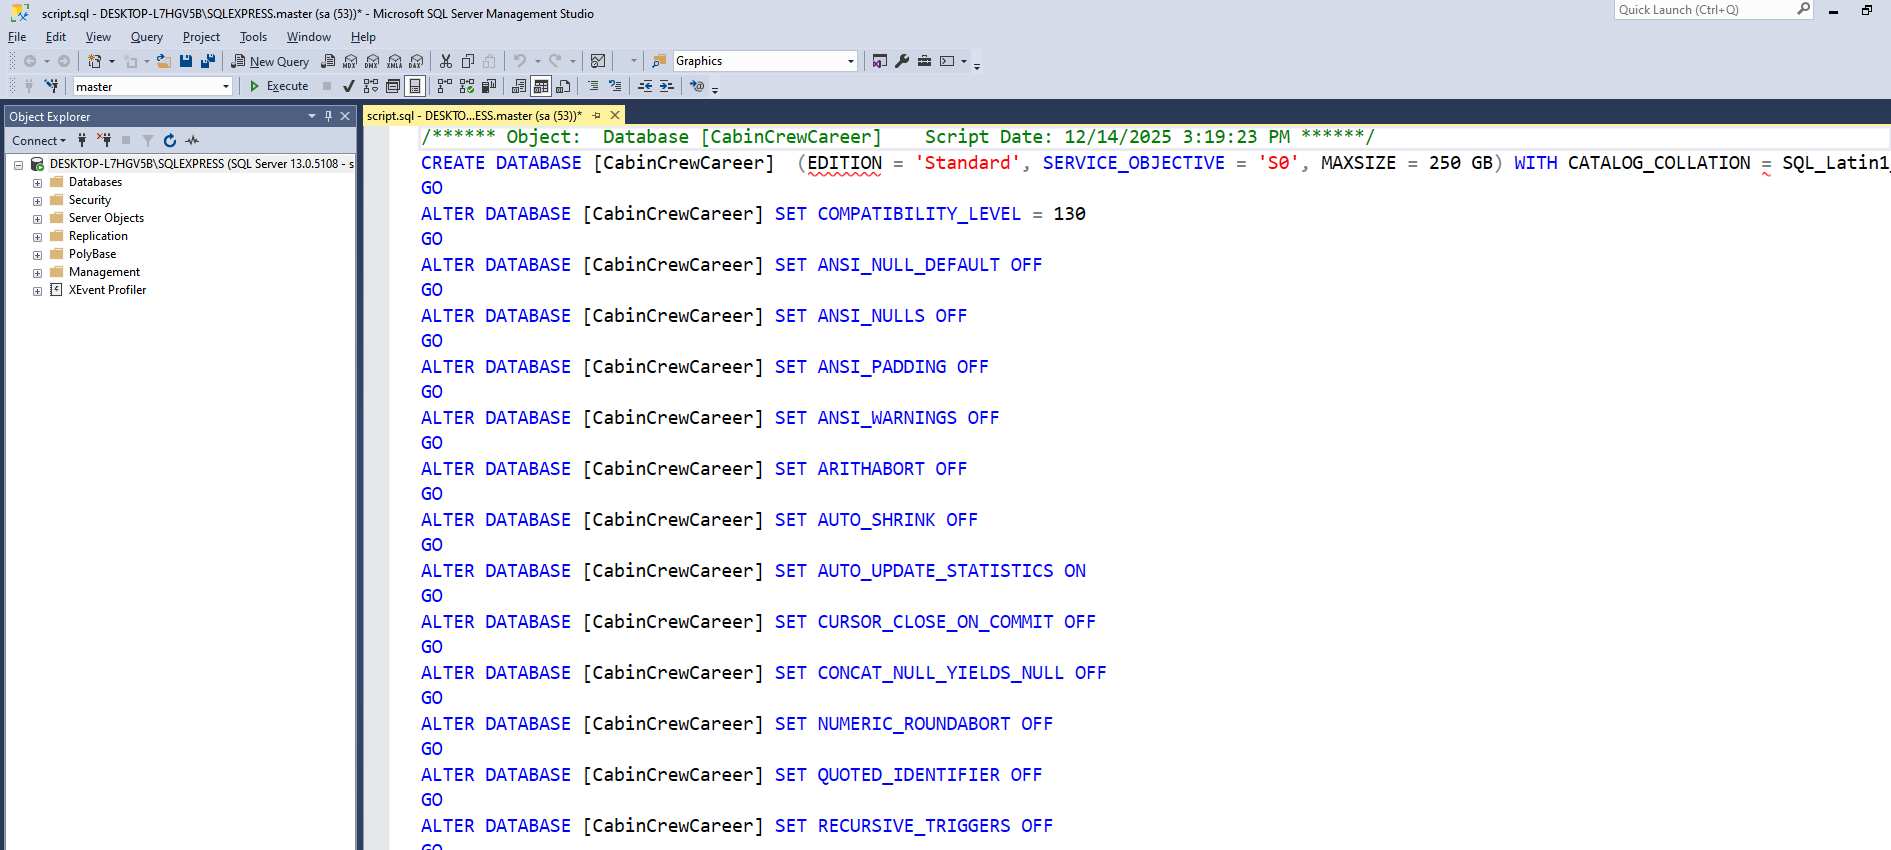 script.sql - DESKTOP-L7HGV5B\SQLEXPRESS.master (sa (53))* - Microsoft SQL Server Management Studio
Quick Launch (Ctrl+Q)
File Edit View Query Project Tools Window Help
New Query MDX DMX XMLA DAX Graphics
master Execute
Object Explorer
Connect
DESKTOP-L7HGV5B\SQLEXPRESS (SQL Server 13.0.5108 - s
Databases
Security
Server Objects
Replication
PolyBase
Management
XEvent Profiler
script.sql - DESKTO...ESS.master (sa (53))*
/****** Object:  Database [CabinCrewCareer]    Script Date: 12/14/2025 3:19:23 PM ******/
CREATE DATABASE [CabinCrewCareer]  (EDITION = 'Standard', SERVICE_OBJECTIVE = 'S0', MAXSIZE = 250 GB) WITH CATALOG_COLLATION = SQL_Latin1_
GO
ALTER DATABASE [CabinCrewCareer] SET COMPATIBILITY_LEVEL = 130
GO
ALTER DATABASE [CabinCrewCareer] SET ANSI_NULL_DEFAULT OFF
GO
ALTER DATABASE [CabinCrewCareer] SET ANSI_NULLS OFF
GO
ALTER DATABASE [CabinCrewCareer] SET ANSI_PADDING OFF
GO
ALTER DATABASE [CabinCrewCareer] SET ANSI_WARNINGS OFF
GO
ALTER DATABASE [CabinCrewCareer] SET ARITHABORT OFF
GO
ALTER DATABASE [CabinCrewCareer] SET AUTO_SHRINK OFF
GO
ALTER DATABASE [CabinCrewCareer] SET AUTO_UPDATE_STATISTICS ON
GO
ALTER DATABASE [CabinCrewCareer] SET CURSOR_CLOSE_ON_COMMIT OFF
GO
ALTER DATABASE [CabinCrewCareer] SET CONCAT_NULL_YIELDS_NULL OFF
GO
ALTER DATABASE [CabinCrewCareer] SET NUMERIC_ROUNDABORT OFF
GO
ALTER DATABASE [CabinCrewCareer] SET QUOTED_IDENTIFIER OFF
GO
ALTER DATABASE [CabinCrewCareer] SET RECURSIVE_TRIGGERS OFF
GO